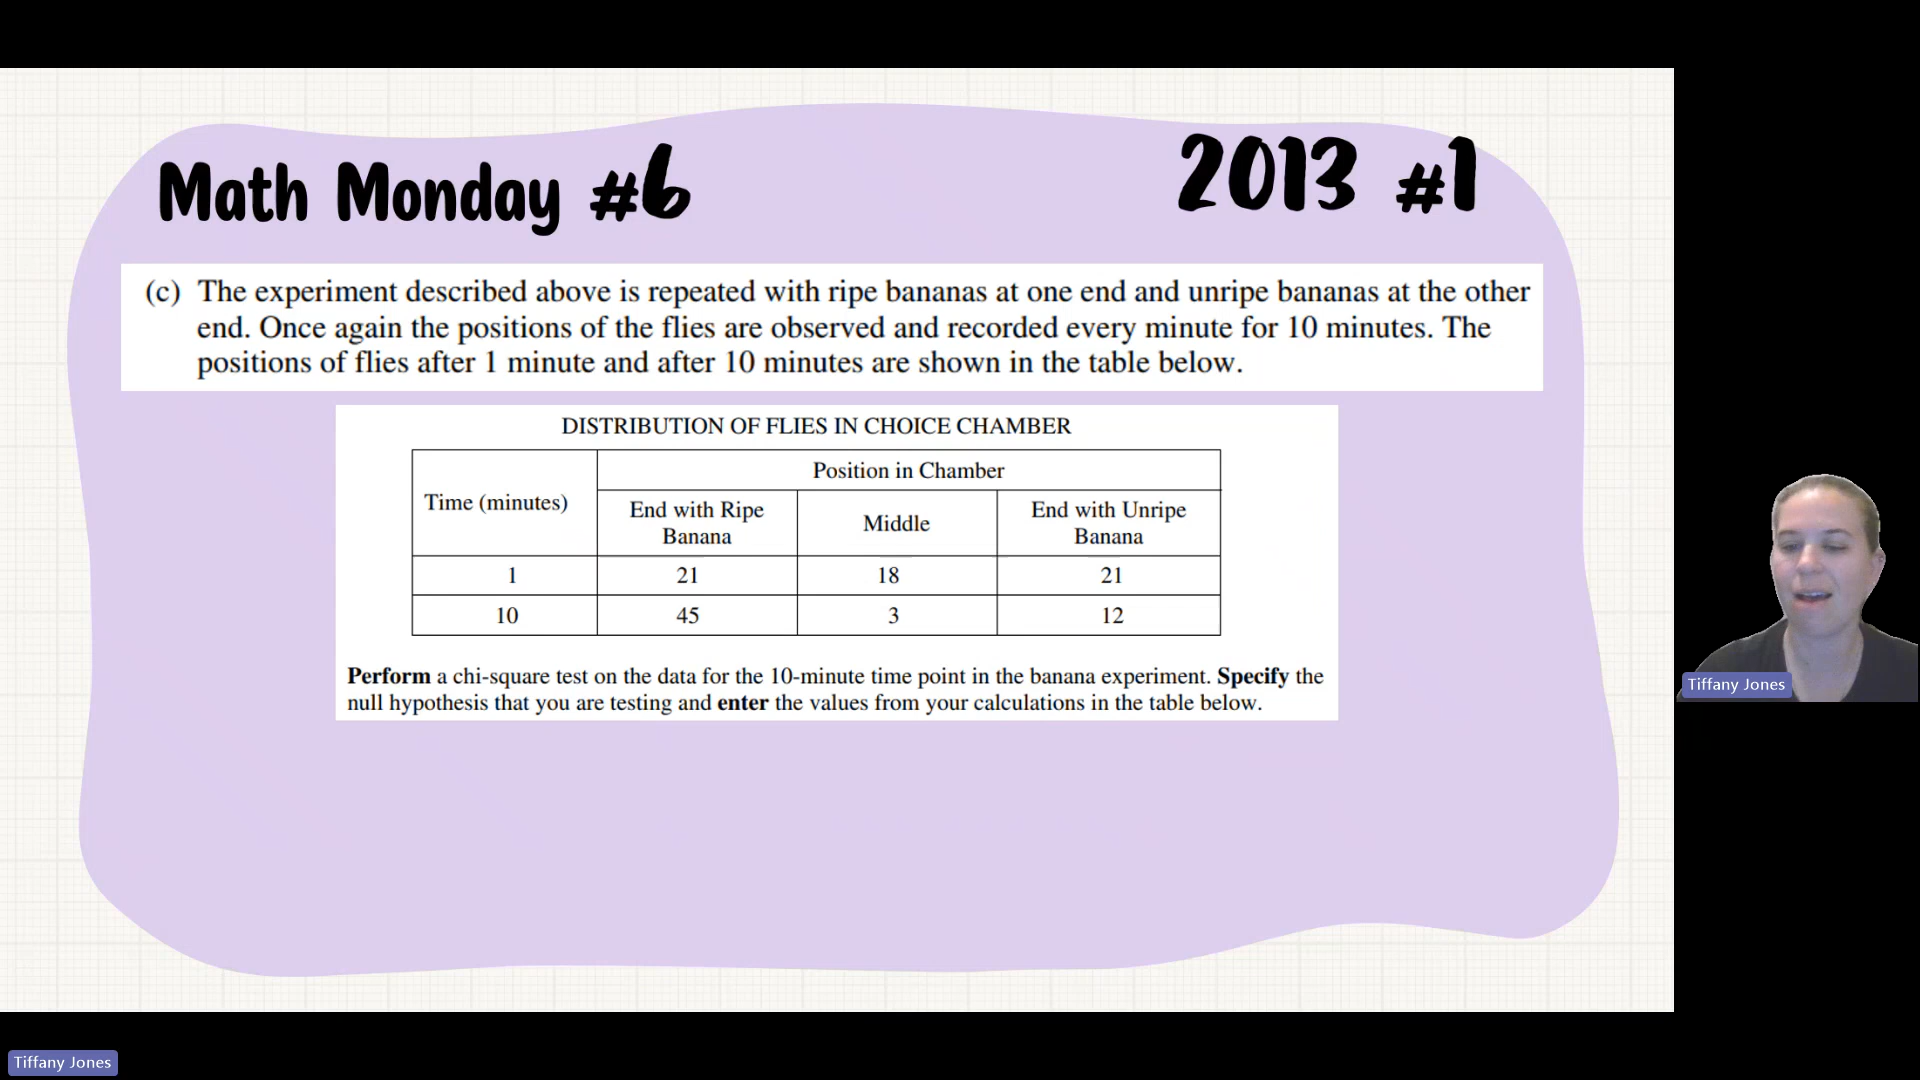 Math Monday #6
2013 #1
(c) The experiment described above is repeated with ripe bananas at one end and unripe bananas at the other
end. Once again the positions of the flies are observed and recorded every minute for 10 minutes. The
positions of flies after 1 minute and after 10 minutes are shown in the table below.
DISTRIBUTION OF FLIES IN CHOICE CHAMBER
Time (minutes)
Position in Chamber
End with Ripe
Banana
Middle
End with Unripe
Banana
1 21 18 21
10 45 3 12
Perform a chi-square test on the data for the 10-minute time point in the banana experiment. Specify the
null hypothesis that you are testing and enter the values from your calculations in the table below.
Tiffany Jones
Tiffany Jones